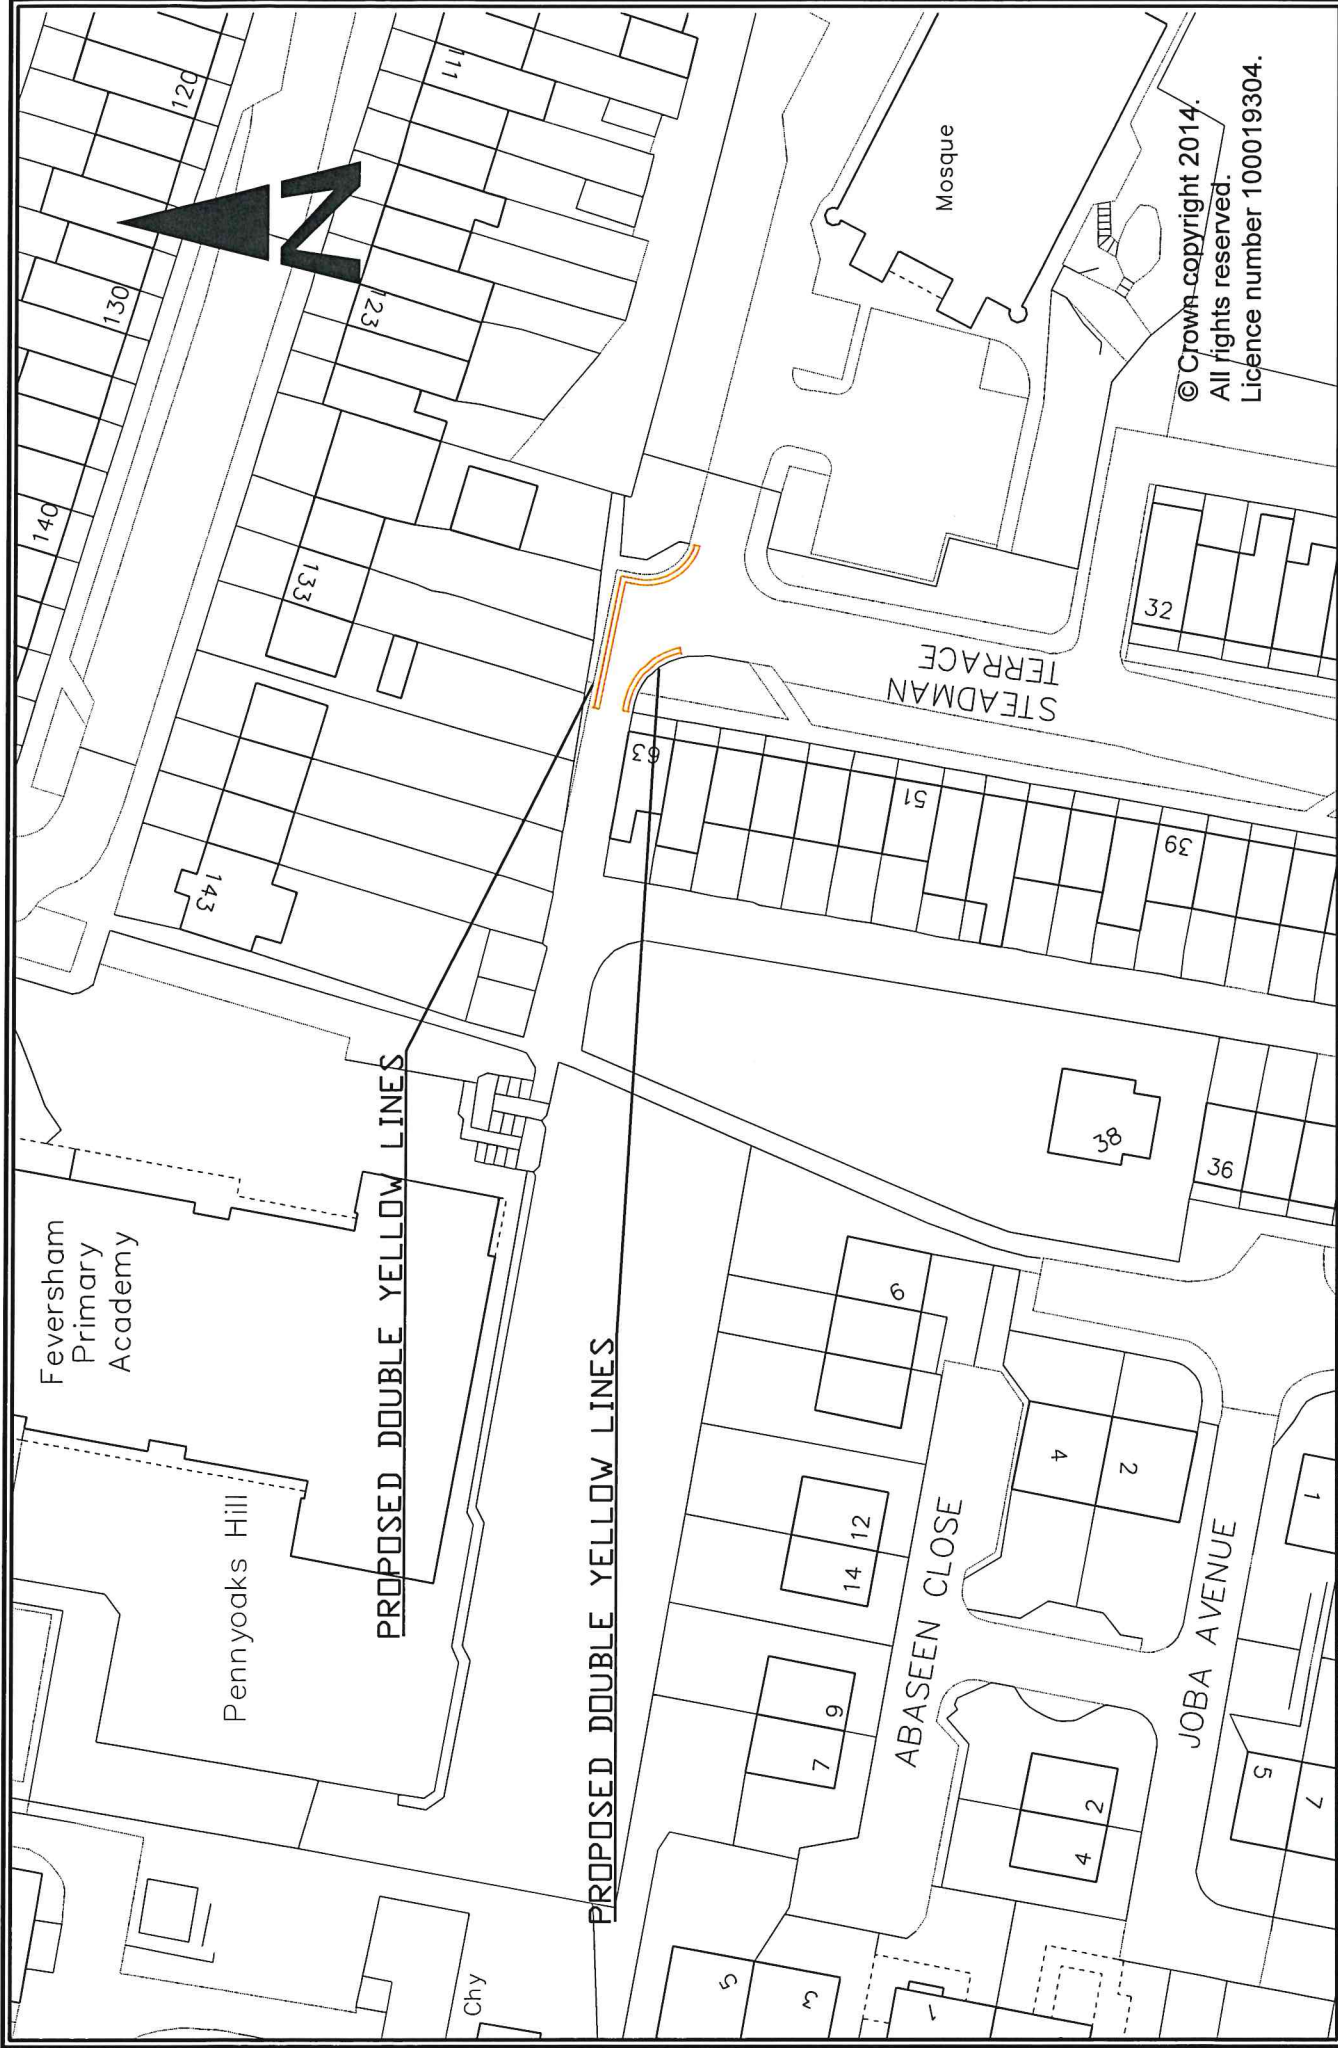 Feversham
Primary
Academy
Pennyoaks Hill
140
130
120
143
133
123
111
N
PROPOSED DOUBLE YELLOW LINES
Chy
PROPOSED DOUBLE YELLOW LINES
63
51
39
STEADMAN
TERRACE
Mosque
32
5
3
1
7
9
14
12
6
ABASEEN CLOSE
4
2
4
2
38
36
JOBA AVENUE
5
7
1
© Crown copyright 2014.
All rights reserved.
Licence number 100019304.